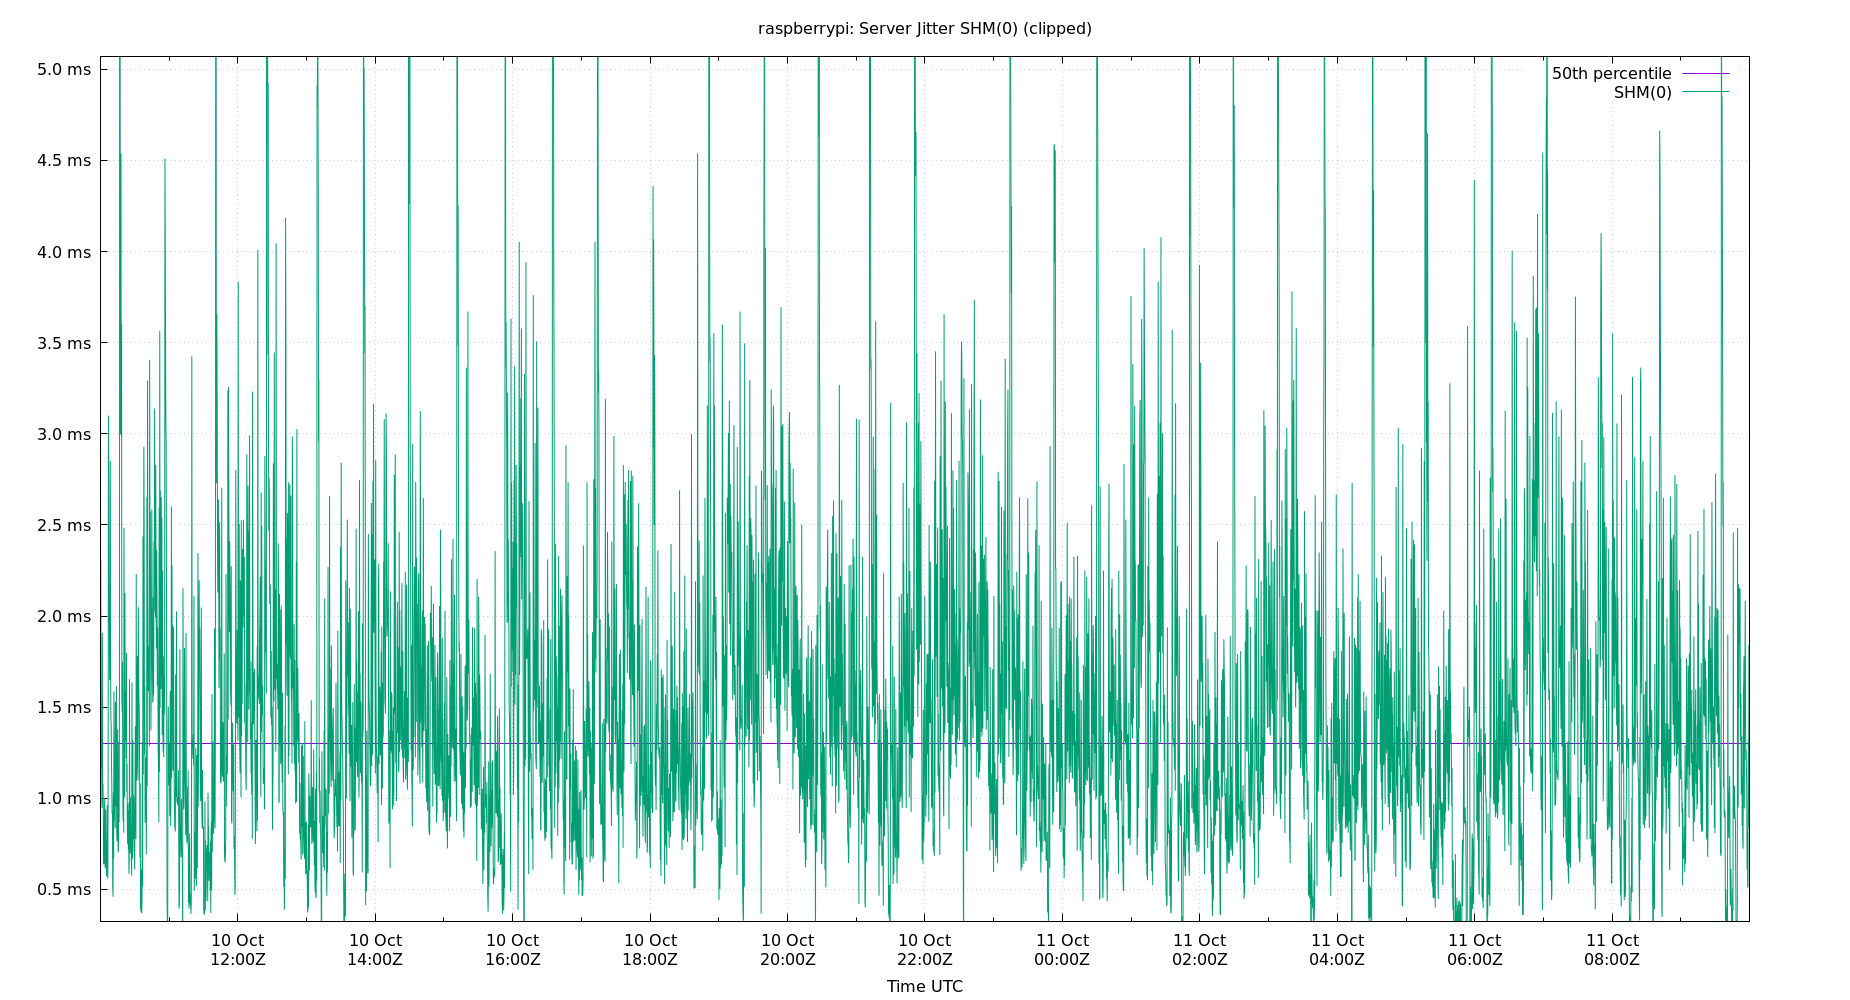 raspberrypi: Server Jitter SHM(0) (clipped)
50th percentile
SHM(0)
5.0 ms
4.5 ms
4.0 ms
3.5 ms
3.0 ms
2.5 ms
2.0 ms
1.5 ms
1.0 ms
0.5 ms
10 Oct 10 Oct 10 Oct 10 Oct 10 Oct 10 Oct 11 Oct 11 Oct 11 Oct 11 Oct 11 Oct
12:00Z 14:00Z 16:00Z 18:00Z 20:00Z 22:00Z 00:00Z 02:00Z 04:00Z 06:00Z 08:00Z
Time UTC